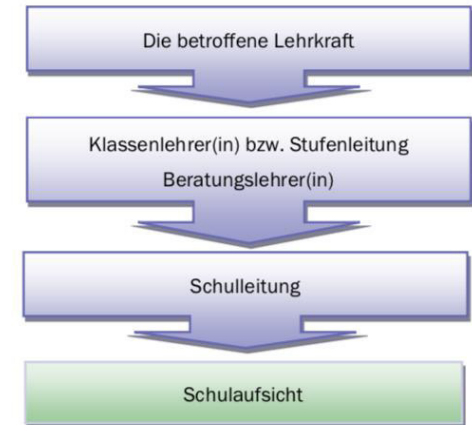 Die betroffene Lehrkraft
Klassenlehrer(in) bzw. Stufenleitung
Beratungslehrer(in)
Schulleitung
Schulaufsicht